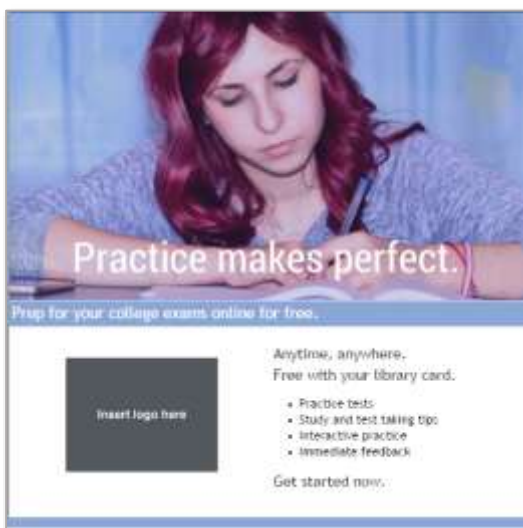 Practice makes perfect.
Prep for your college exams online for free.
Insert logo here
Anytime, anywhere.
Free with your library card.
Practice tests
Study and test taking tips
Interactive practice
Immediate feedback
Get started now.